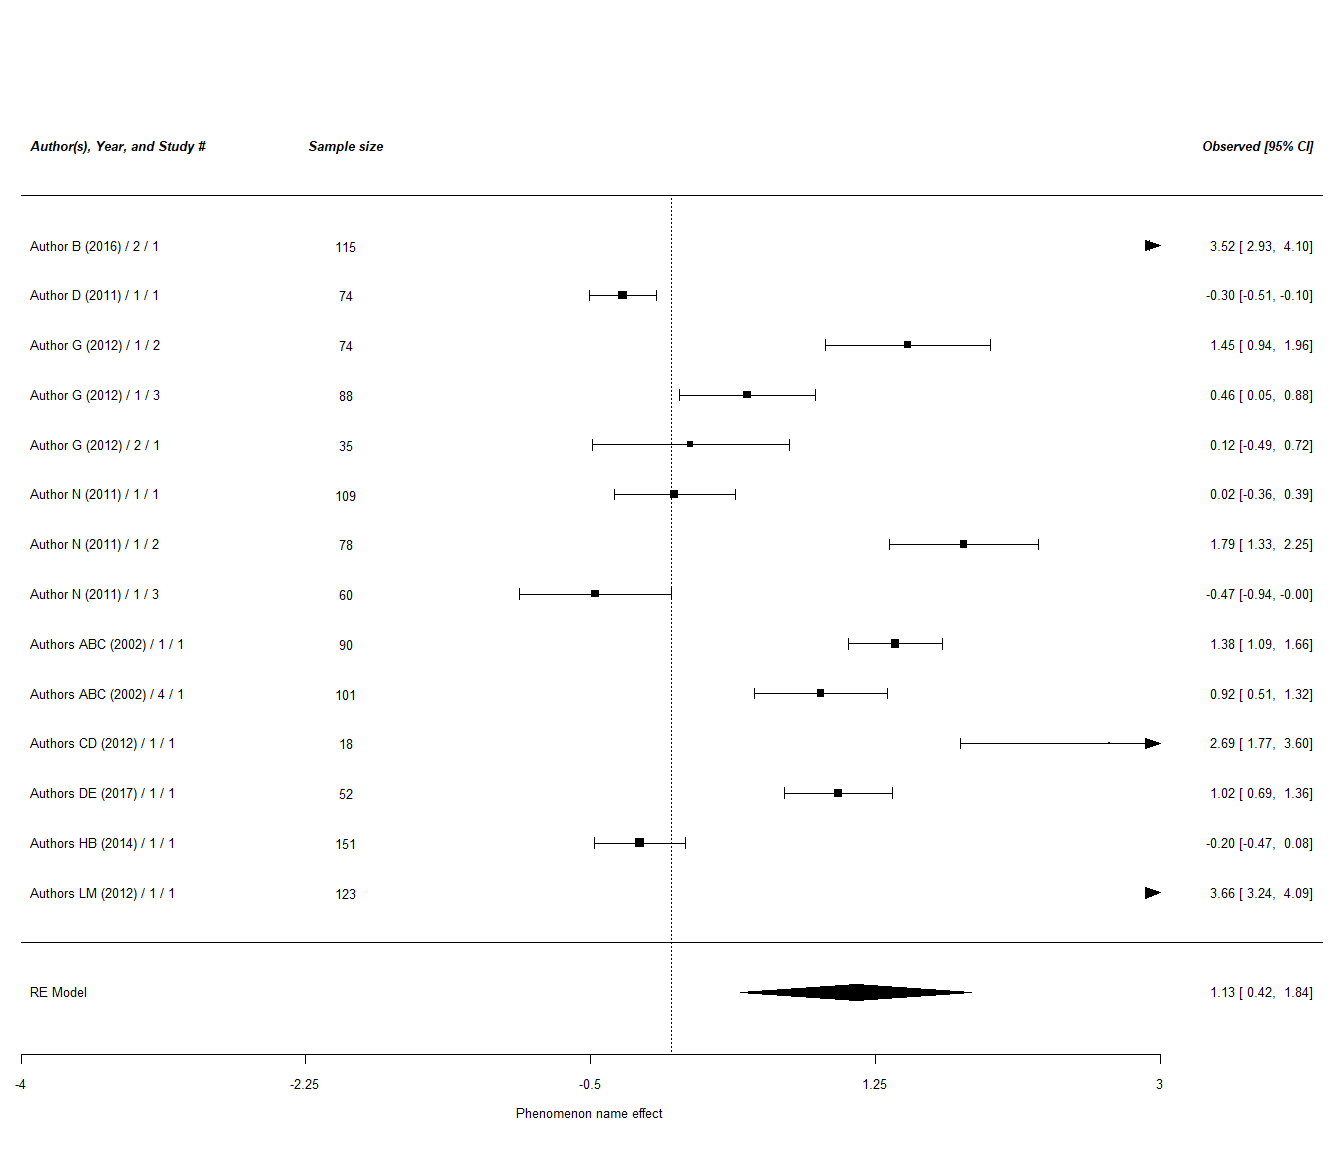 Author(s), Year, and Study # Sample size Observed [95% CI]
Author B (2016) / 2 / 1 115 3.52 [ 2.93, 4.10]
Author D (2011) / 1 / 1 74 -0.30 [-0.51, -0.10]
Author G (2012) / 1 / 2 74 1.45 [ 0.94, 1.96]
Author G (2012) / 1 / 3 88 0.46 [ 0.05, 0.88]
Author G (2012) / 2 / 1 35 0.12 [-0.49, 0.72]
Author N (2011) / 1 / 1 109 0.02 [-0.36, 0.39]
Author N (2011) / 1 / 2 78 1.79 [ 1.33, 2.25]
Author N (2011) / 1 / 3 60 -0.47 [-0.94, -0.00]
Authors ABC (2002) / 1 / 1 90 1.38 [ 1.09, 1.66]
Authors ABC (2002) / 4 / 1 101 0.92 [ 0.51, 1.32]
Authors CD (2012) / 1 / 1 18 2.69 [ 1.77, 3.60]
Authors DE (2017) / 1 / 1 52 1.02 [ 0.69, 1.36]
Authors HB (2014) / 1 / 1 151 -0.20 [-0.47, 0.08]
Authors LM (2012) / 1 / 1 123 3.66 [ 3.24, 4.09]
RE Model 1.13 [ 0.42, 1.84]
-4 -2.25 -0.5 1.25 3
Phenomenon name effect